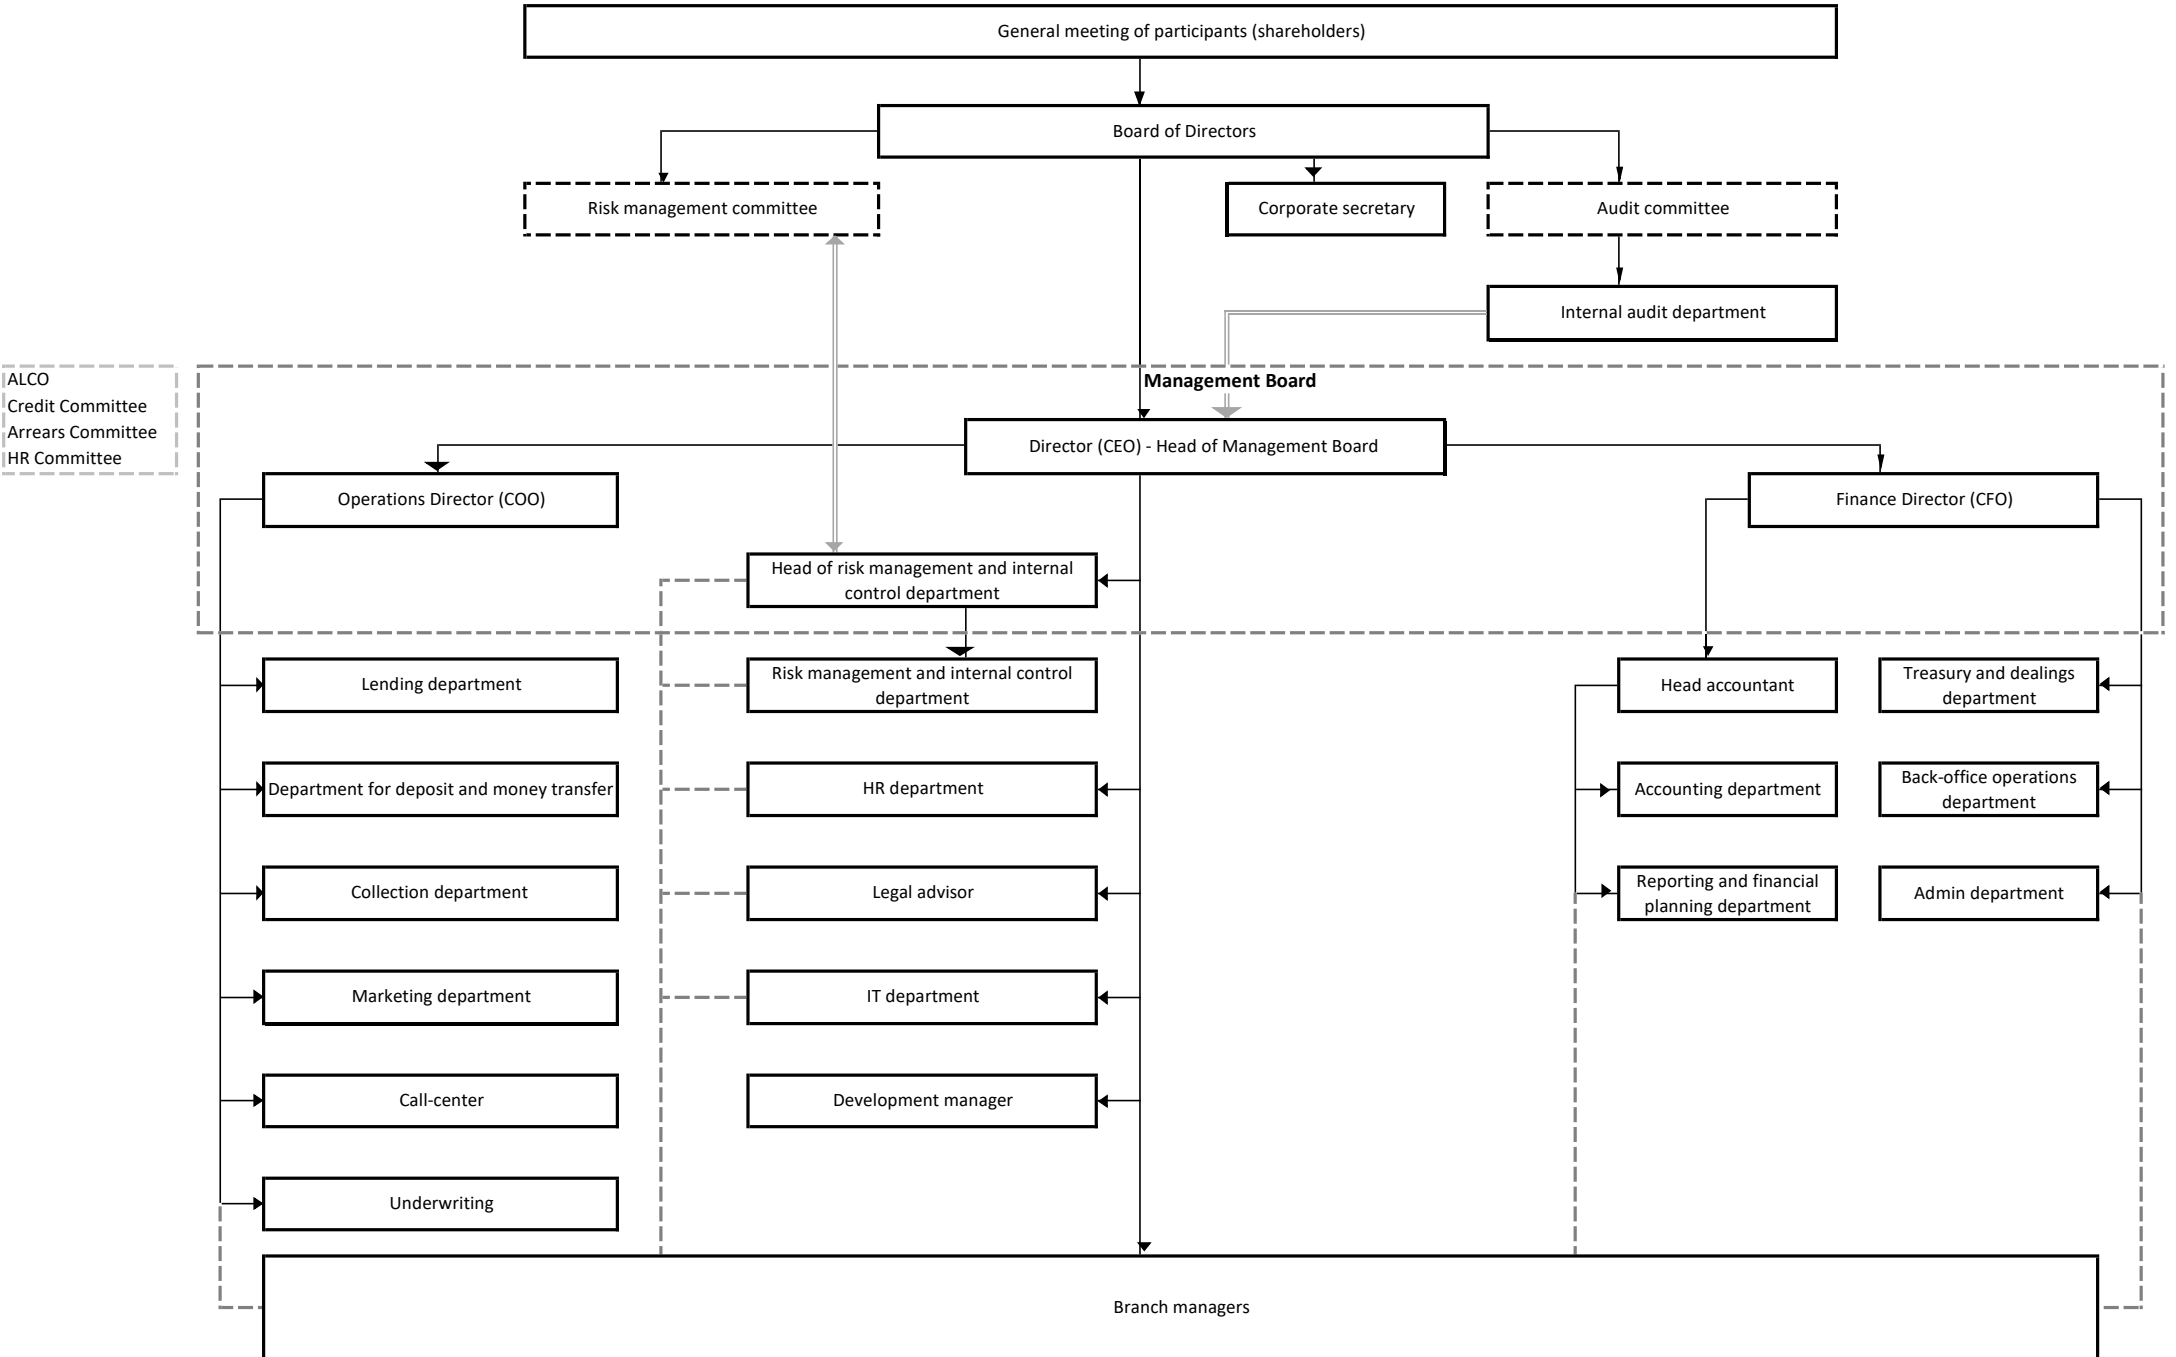 General meeting of participants (shareholders)
Board of Directors
Risk management committee
Corporate secretary
Audit committee
Internal audit department
ALCO
Credit Committee
Arrears Committee
HR Committee
Management Board
Director (CEO) - Head of Management Board
Operations Director (COO)
Finance Director (CFO)
Head of risk management and internal
control department
Lending department
Risk management and internal control
department
Head accountant
Treasury and dealings
department
Department for deposit and money transfer
HR department
Accounting department
Back-office operations
department
Collection department
Legal advisor
Reporting and financial
planning department
Admin department
Marketing department
IT department
Call-center
Development manager
Underwriting
Branch managers